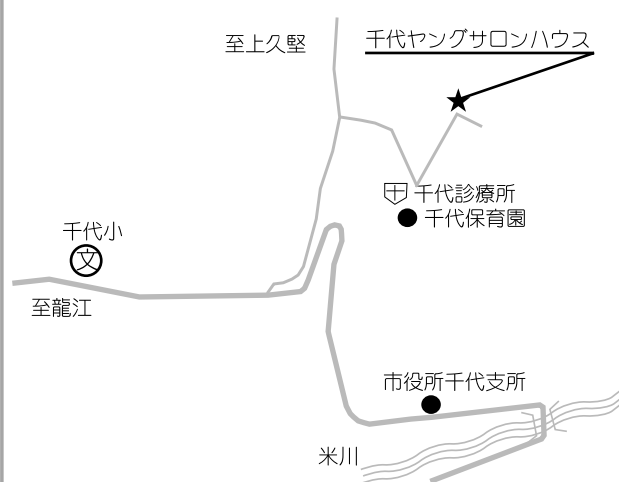 至上久堅
千代ヤングサロンハウス
千代診療所
千代保育園
千代小
文
至龍江
市役所千代支所
米川